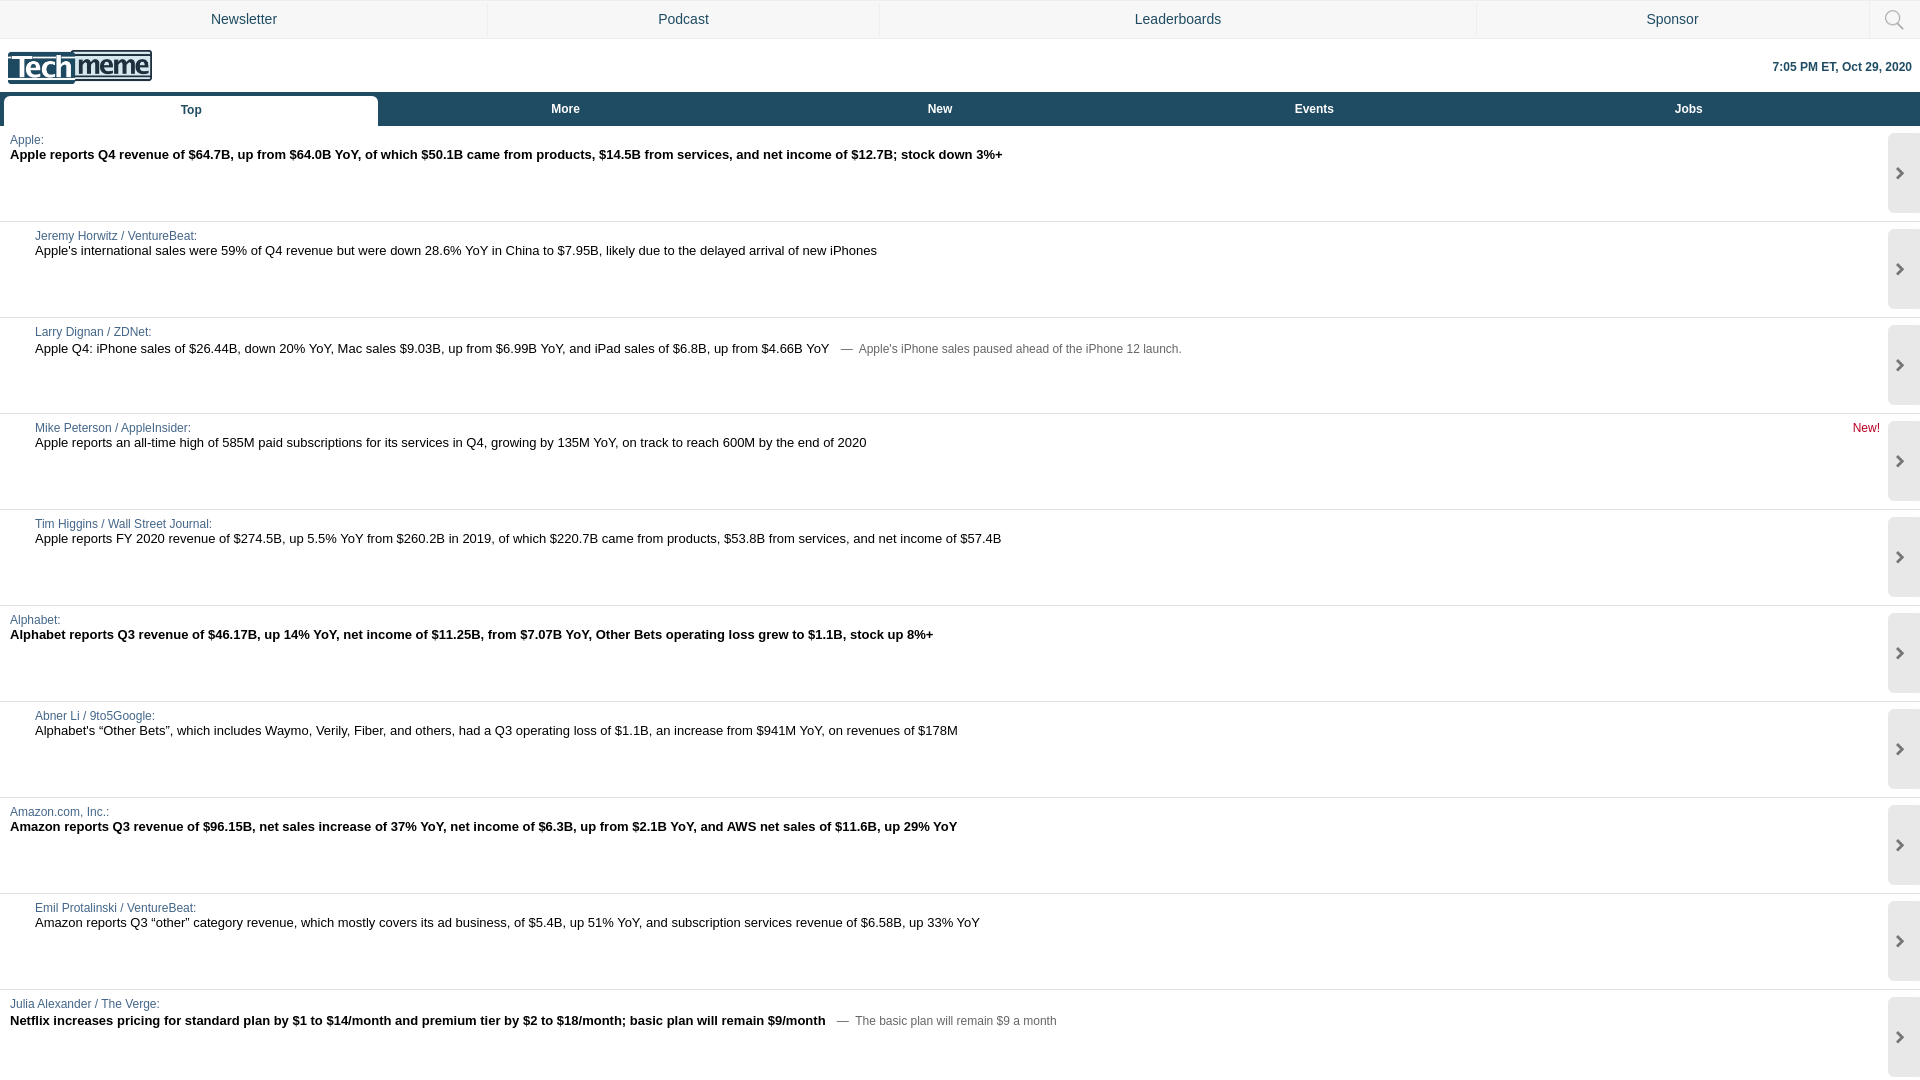 Newsletter
Podcast
Leaderboards
Sponsor
Techmeme
7:05 PM ET, Oct 29, 2020
Top
More
New
Events
Jobs
Apple:
Apple reports Q4 revenue of $64.7B, up from $64.0B YoY, of which $50.1B came from products, $14.5B from services, and net income of $12.7B; stock down 3%+
Jeremy Horwitz / VentureBeat:
Apple's international sales were 59% of Q4 revenue but were down 28.6% YoY in China to $7.95B, likely due to the delayed arrival of new iPhones
Larry Dignan / ZDNet:
Apple Q4: iPhone sales of $26.44B, down 20% YoY, Mac sales $9.03B, up from $6.99B YoY, and iPad sales of $6.8B, up from $4.66B YoY — Apple's iPhone sales paused ahead of the iPhone 12 launch.
Mike Peterson / AppleInsider:
New!
Apple reports an all-time high of 585M paid subscriptions for its services in Q4, growing by 135M YoY, on track to reach 600M by the end of 2020
Tim Higgins / Wall Street Journal:
Apple reports FY 2020 revenue of $274.5B, up 5.5% YoY from $260.2B in 2019, of which $220.7B came from products, $53.8B from services, and net income of $57.4B
Alphabet:
Alphabet reports Q3 revenue of $46.17B, up 14% YoY, net income of $11.25B, from $7.07B YoY, Other Bets operating loss grew to $1.1B, stock up 8%+
Abner Li / 9to5Google:
Alphabet's “Other Bets”, which includes Waymo, Verily, Fiber, and others, had a Q3 operating loss of $1.1B, an increase from $941M YoY, on revenues of $178M
Amazon.com, Inc.:
Amazon reports Q3 revenue of $96.15B, net sales increase of 37% YoY, net income of $6.3B, up from $2.1B YoY, and AWS net sales of $11.6B, up 29% YoY
Emil Protalinski / VentureBeat:
Amazon reports Q3 “other” category revenue, which mostly covers its ad business, of $5.4B, up 51% YoY, and subscription services revenue of $6.58B, up 33% YoY
Julia Alexander / The Verge:
Netflix increases pricing for standard plan by $1 to $14/month and premium tier by $2 to $18/month; basic plan will remain $9/month — The basic plan will remain $9 a month